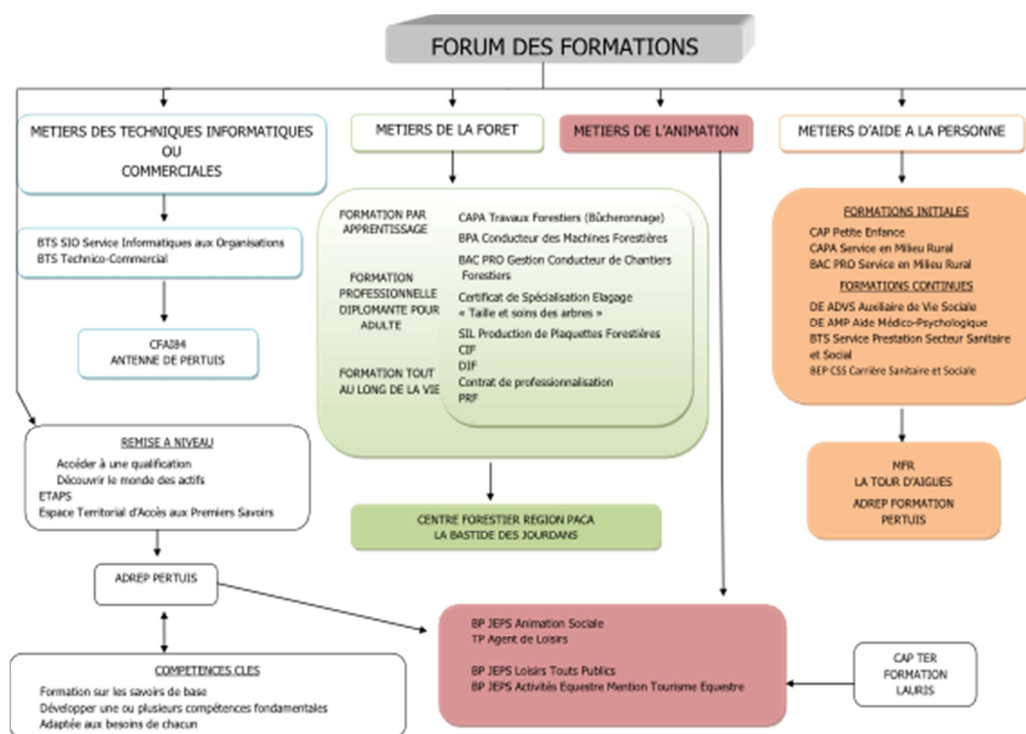 FORUM DES FORMATIONS
METIERS DES TECHNIQUES INFORMATIQUES
OU
COMMERCIALES
BTS SIO Service Informatiques aux Organisations
BTS Technico-Commercial
CFAI84
ANTENNE DE PERTUIS
METIERS DE LA FORET
FORMATION PAR
APPRENTISSAGE
FORMATION
PROFESSIONNELLE
DIPLOMANTE POUR
ADULTE
FORMATION TOUT
AU LONG DE LA VIE
CAPA Travaux Forestiers (Bûcheronnage)
BPA Conducteur des Machines Forestières
BAC PRO Gestion Conducteur de Chantiers
Forestiers
Certificat de Spécialisation Elagage
« Taille et soins des arbres »
SIL Production de Plaquettes Forestières
CIF
DIF
Contrat de professionnalisation
PRF
CENTRE FORESTIER REGION PACA
LA BASTIDE DES JOURDANS
METIERS DE L'ANIMATION
METIERS D'AIDE A LA PERSONNE
FORMATIONS INITIALES
CAP Petite Enfance
CAPA Service en Milieu Rural
BAC PRO Service en Milieu Rural
FORMATIONS CONTINUES
DE ADVS Auxiliaire de Vie Sociale
DE AMP Aide Médico-Psychologique
BTS Service Prestation Secteur Sanitaire
et Social
BEP CSS Carrière Sanitaire et Sociale
MFR
LA TOUR D'AIGUES
ADREP FORMATION
PERTUIS
REMISE A NIVEAU
Accéder à une qualification
Découvrir le monde des actifs
ETAPS
Espace Territorial d'Accès aux Premiers Savoirs
ADREP PERTUIS
COMPETENCES CLES
Formation sur les savoirs de base
Développer une ou plusieurs compétences fondamentales
Adaptée aux besoins de chacun
BP JEPS Animation Sociale
TP Agent de Loisirs
BP JEPS Loisirs Touts Publics
BP JEPS Activités Equestre Mention Tourisme Equestre
CAP TER
FORMATION
LAURIS